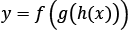 y = f(g(h(x)))